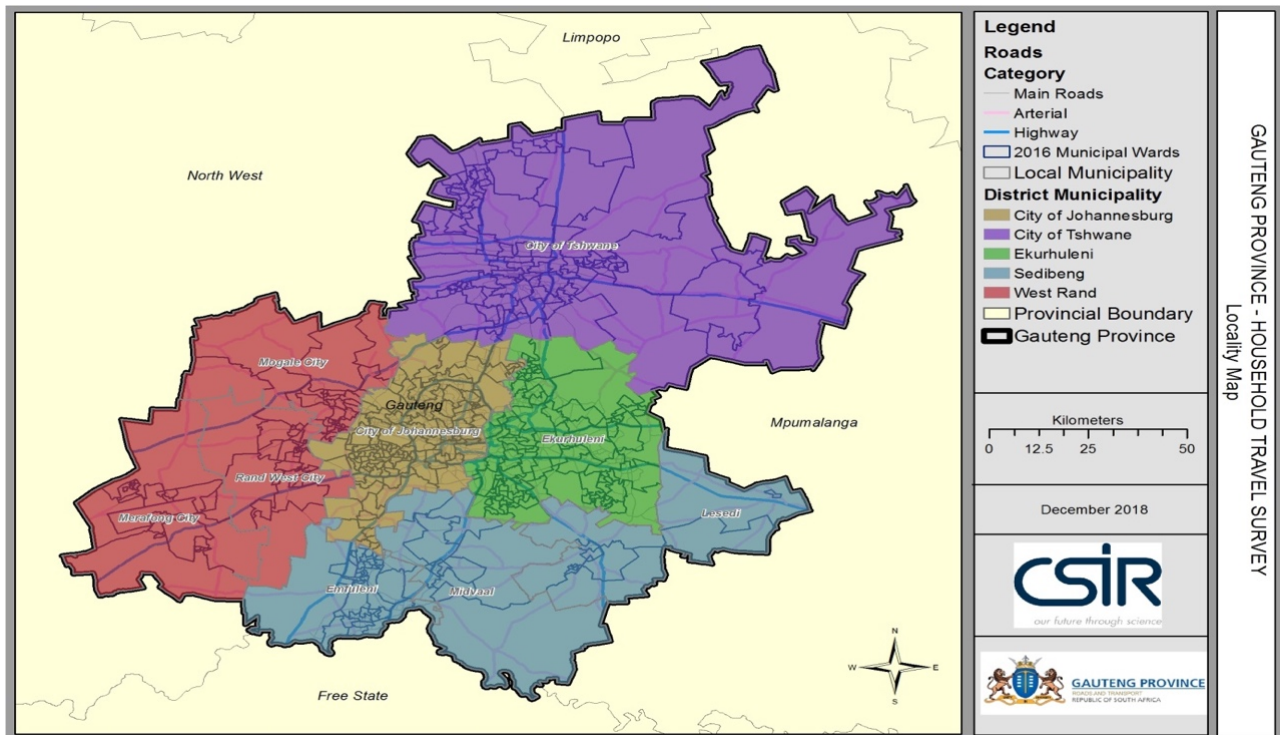 Limpopo
North West
City of Tshwane
Mogale City
Gauteng
City of Johannesburg
Ekurhuleni
Mpumalanga
Rand West City
Merafong City
Lesedi
Emfuleni
Midvaal
Free State
N
W E
S
Legend
Roads
Category
Main Roads
Arterial
Highway
2016 Municipal Wards
Local Municipality
District Municipality
City of Johannesburg
City of Tshwane
Ekurhuleni
Sedibeng
West Rand
Provincial Boundary
Gauteng Province
Kilometers
0 12.5 25 50
December 2018
CSIR
our future through science
GAUTENG PROVINCE
ROADS AND TRANSPORT
REPUBLIC OF SOUTH AFRICA
GAUTENG PROVINCE - HOUSEHOLD TRAVEL SURVEY
Locality Map